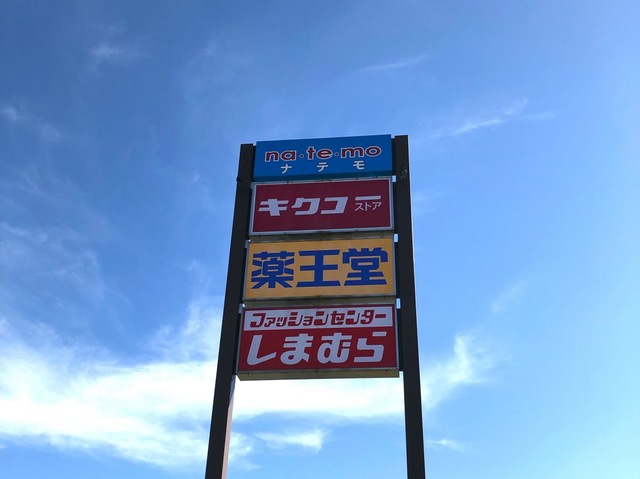 na·te·mo
ナテモ
キクコーストア
薬王堂
ファッションセンター
しまむら